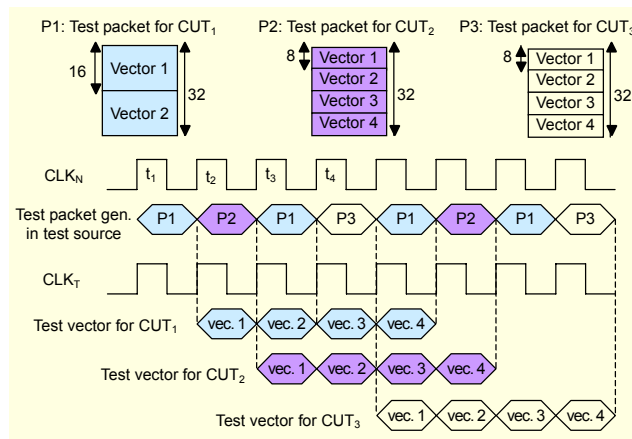 P1: Test packet for CUT1 P2: Test packet for CUT2 P3: Test packet for CUT3
16 Vector 1 Vector 2 32
8 Vector 1 Vector 2 Vector 3 Vector 4 32
8 Vector 1 Vector 2 Vector 3 Vector 4 32
CLKN t1 t2 t3 t4
Test packet gen.
in test source
P1 P2 P1 P3 P1 P2 P1 P3
CLKT
Test vector for CUT1 vec. 1 vec. 2 vec. 3 vec. 4
Test vector for CUT2 vec. 1 vec. 2 vec. 3 vec. 4
Test vector for CUT3 vec. 1 vec. 2 vec. 3 vec. 4